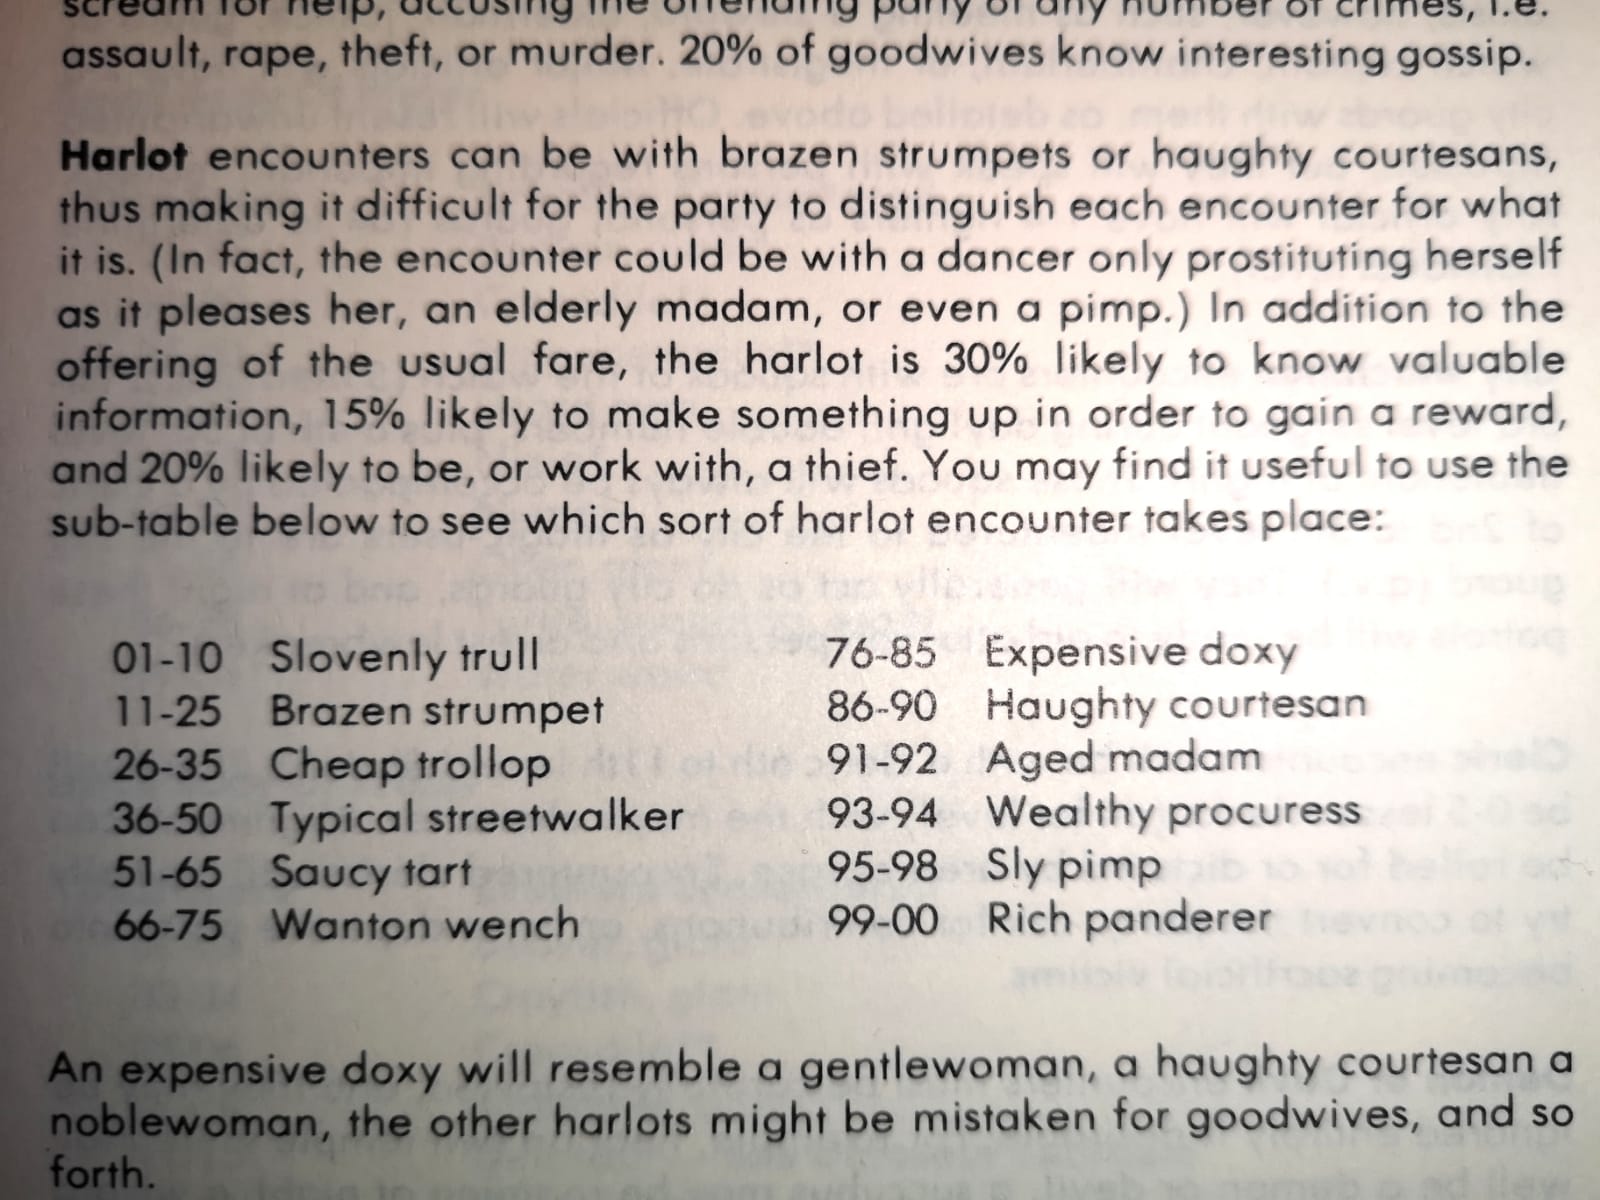 scream for help, accusing the offending party of any number of crimes, i.e.
assault, rape, theft, or murder. 20% of goodwives know interesting gossip.
Harlot encounters can be with brazen strumpets or haughty courtesans,
thus making it difficult for the party to distinguish each encounter for what
it is. (In fact, the encounter could be with a dancer only prostituting herself
as it pleases her, an elderly madam, or even a pimp.) In addition to the
offering of the usual fare, the harlot is 30% likely to know valuable
information, 15% likely to make something up in order to gain a reward,
and 20% likely to be, or work with, a thief. You may find it useful to use the
sub-table below to see which sort of harlot encounter takes place:
01-10 Slovenly trull
11-25 Brazen strumpet
26-35 Cheap trollop
36-50 Typical streetwalker
51-65 Saucy tart
66-75 Wanton wench
76-85 Expensive doxy
86-90 Haughty courtesan
91-92 Aged madam
93-94 Wealthy procuress
95-98 Sly pimp
99-00 Rich panderer
An expensive doxy will resemble a gentlewoman, a haughty courtesan a
noblewoman, the other harlots might be mistaken for goodwives, and so
forth.